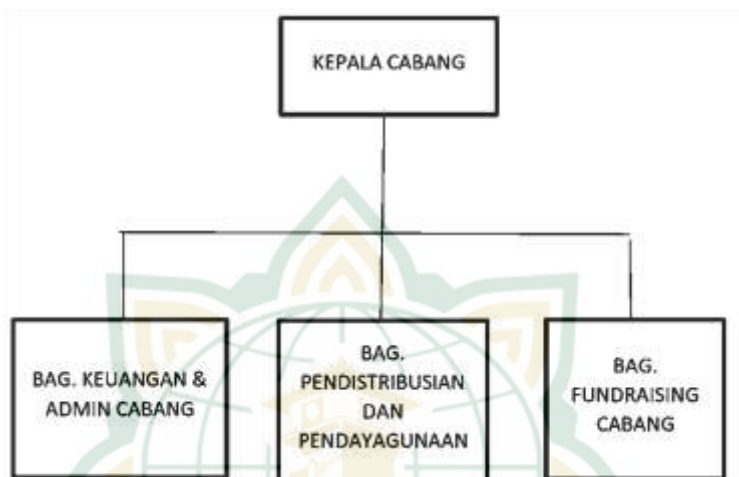 KEPALA CABANG
BAG. KEUANGAN &
ADMIN CABANG
BAG.
PENDISTRIBUSIAN
DAN
PENDAYAGUNAAN
BAG.
FUNDRAISING
CABANG